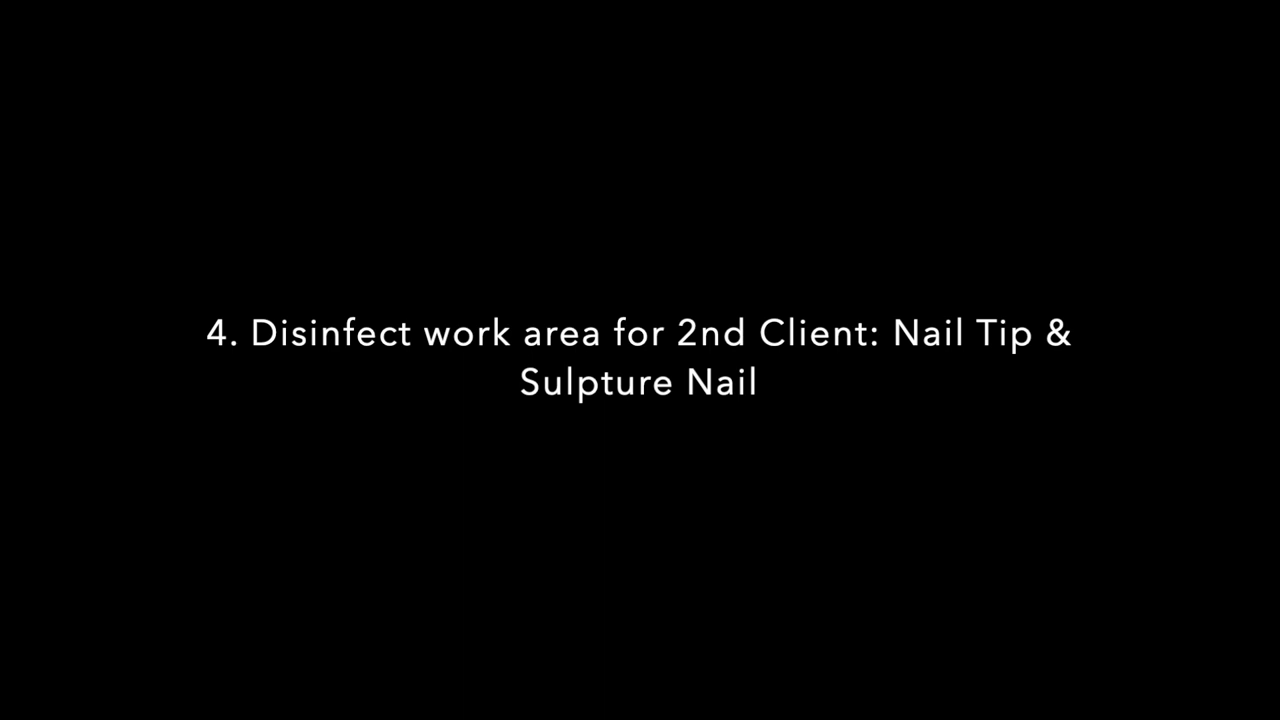 4. Disinfect work area for 2nd Client: Nail Tip &
Sulpture Nail